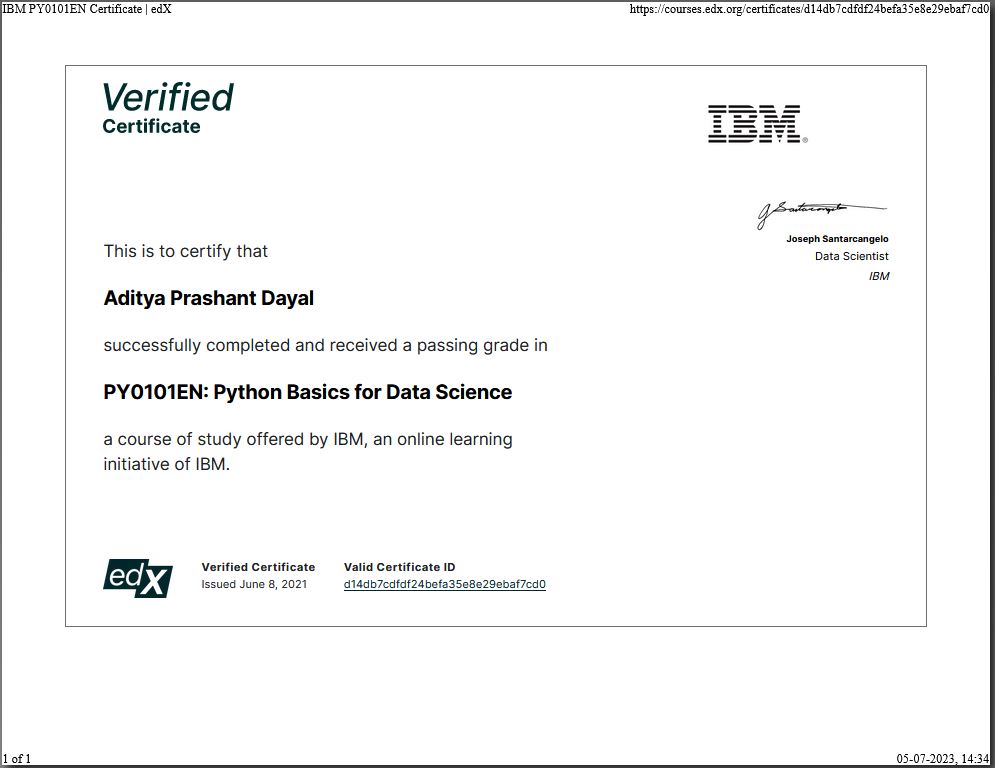 IBM PY0101EN Certificate | edX
https://courses.edx.org/certificates/d14db7cdfdf24befa35e8e29ebaf7cd0
Verified
Certificate
IBM®
J Santarcangelo
Joseph Santarcangelo
Data Scientist
IBM
This is to certify that
Aditya Prashant Dayal
successfully completed and received a passing grade in
PY0101EN: Python Basics for Data Science
a course of study offered by IBM, an online learning
initiative of IBM.
edX
Verified Certificate
Issued June 8, 2021
Valid Certificate ID
d14db7cdfdf24befa35e8e29ebaf7cd0
1 of 1
05-07-2023, 14:34